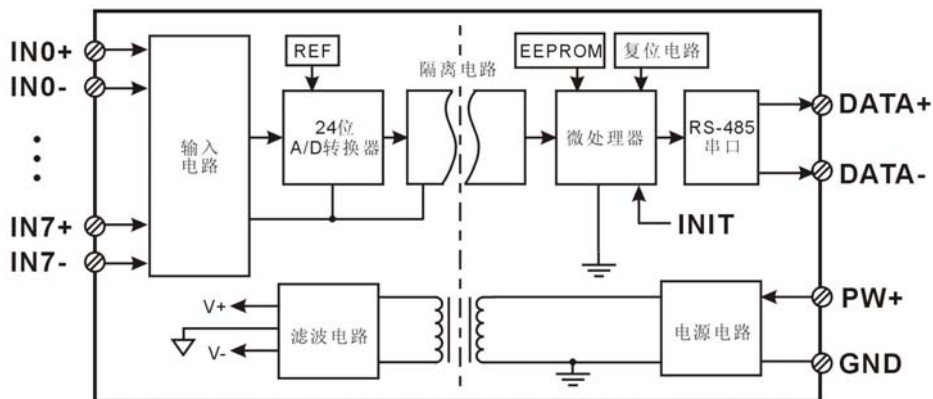 IN0+
IN0-
IN7+
IN7-
输入
电路
REF
24位
A/D转换器
隔离电路
EEPROM
复位电路
微处理器
INIT
RS-485
串口
DATA+
DATA-
V+
V-
滤波电路
电源电路
PW+
GND